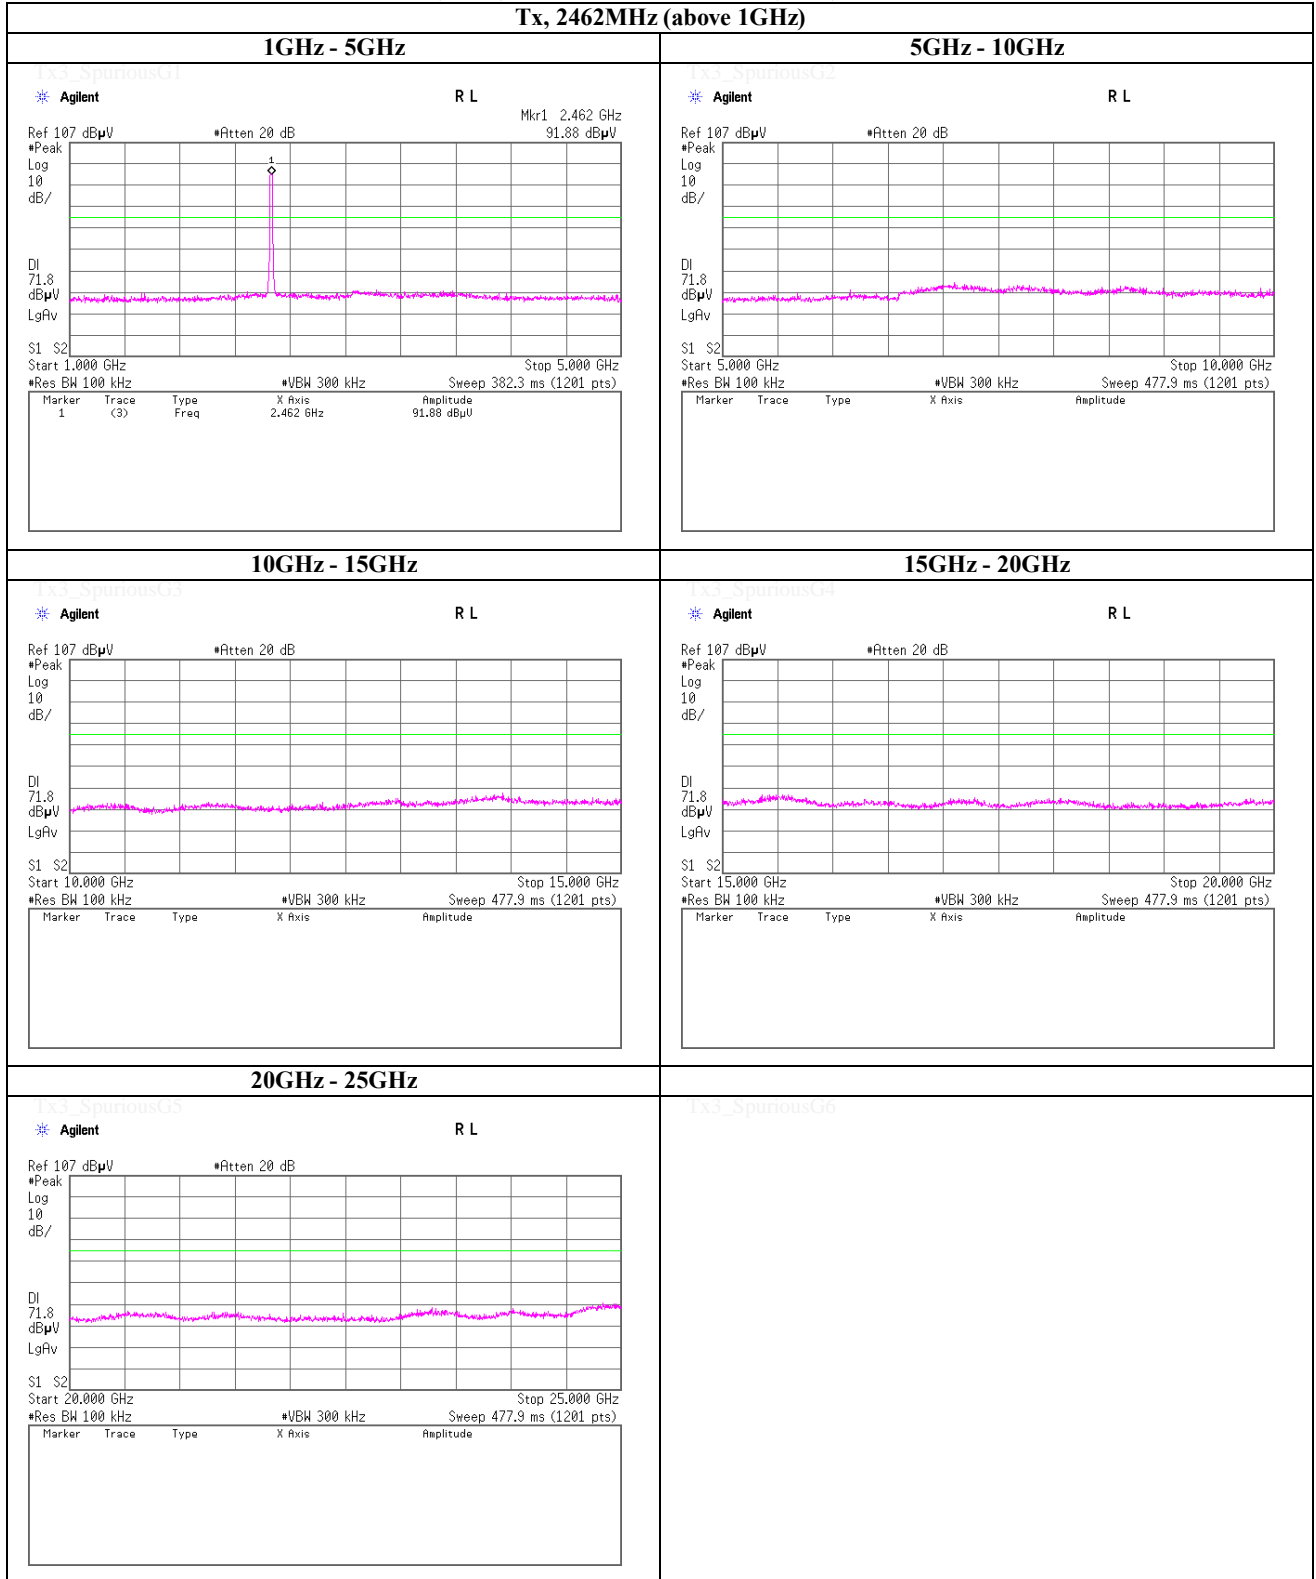 Tx, 2462MHz (above 1GHz)
1GHz - 5GHz
Tx3_SpuriousG1
Agilent R L
Mkr1 2.462 GHz
Ref 107 dBµV #Atten 20 dB 91.88 dBµV
#Peak
Log
10
dB/
1
DI
71.8
dBµV
LgAv
S1 S2
Start 1.000 GHz Stop 5.000 GHz
#Res BW 100 kHz #VBW 300 kHz Sweep 382.3 ms (1201 pts)
Marker Trace Type X Axis Amplitude
1 (3) Freq 2.462 GHz 91.88 dBµV
5GHz - 10GHz
Tx3_SpuriousG2
Agilent R L
Ref 107 dBµV #Atten 20 dB
#Peak
Log
10
dB/
DI
71.8
dBµV
LgAv
S1 S2
Start 5.000 GHz Stop 10.000 GHz
#Res BW 100 kHz #VBW 300 kHz Sweep 477.9 ms (1201 pts)
Marker Trace Type X Axis Amplitude
10GHz - 15GHz
Tx3_SpuriousG3
Agilent R L
Ref 107 dBµV #Atten 20 dB
#Peak
Log
10
dB/
DI
71.8
dBµV
LgAv
S1 S2
Start 10.000 GHz Stop 15.000 GHz
#Res BW 100 kHz #VBW 300 kHz Sweep 477.9 ms (1201 pts)
Marker Trace Type X Axis Amplitude
15GHz - 20GHz
Tx3_SpuriousG4
Agilent R L
Ref 107 dBµV #Atten 20 dB
#Peak
Log
10
dB/
DI
71.8
dBµV
LgAv
S1 S2
Start 15.000 GHz Stop 20.000 GHz
#Res BW 100 kHz #VBW 300 kHz Sweep 477.9 ms (1201 pts)
Marker Trace Type X Axis Amplitude
20GHz - 25GHz
Tx3_SpuriousG5
Agilent R L
Ref 107 dBµV #Atten 20 dB
#Peak
Log
10
dB/
DI
71.8
dBµV
LgAv
S1 S2
Start 20.000 GHz Stop 25.000 GHz
#Res BW 100 kHz #VBW 300 kHz Sweep 477.9 ms (1201 pts)
Marker Trace Type X Axis Amplitude
Tx3_SpuriousG6